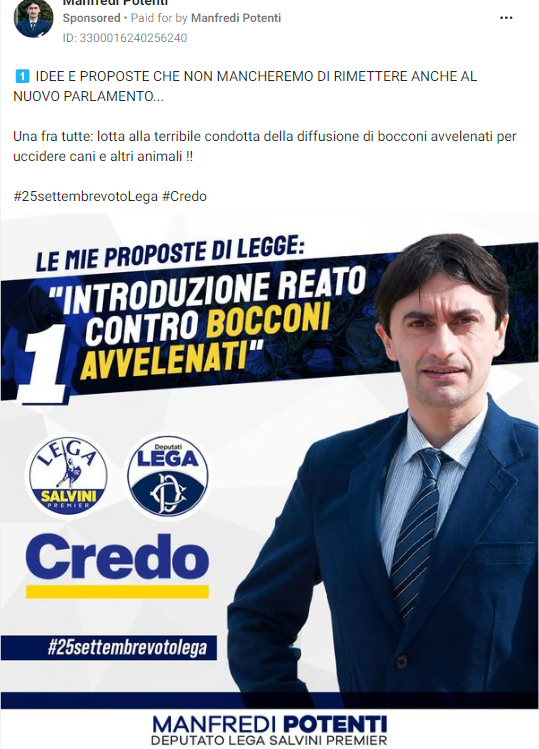 Manfredi Potenti
Sponsored • Paid for by Manfredi Potenti
ID: 3300016240256240
1 IDEE E PROPOSTE CHE NON MANCHEREMO DI RIMETTERE ANCHE AL
NUOVO PARLAMENTO...
Una fra tutte: lotta alla terribile condotta della diffusione di bocconi avvelenati per
uccidere cani e altri animali !!
#25settembrevotoLega #Credo
LE MIE PROPOSTE DI LEGGE:
1
"INTRODUZIONE REATO
CONTRO BOCCONI
AVVELENATI"
LEGA
SALVINI
PREMIER
Deputati
LEGA
Credo
#25settembrevotolega
MANFREDI POTENTI
DEPUTATO LEGA SALVINI PREMIER